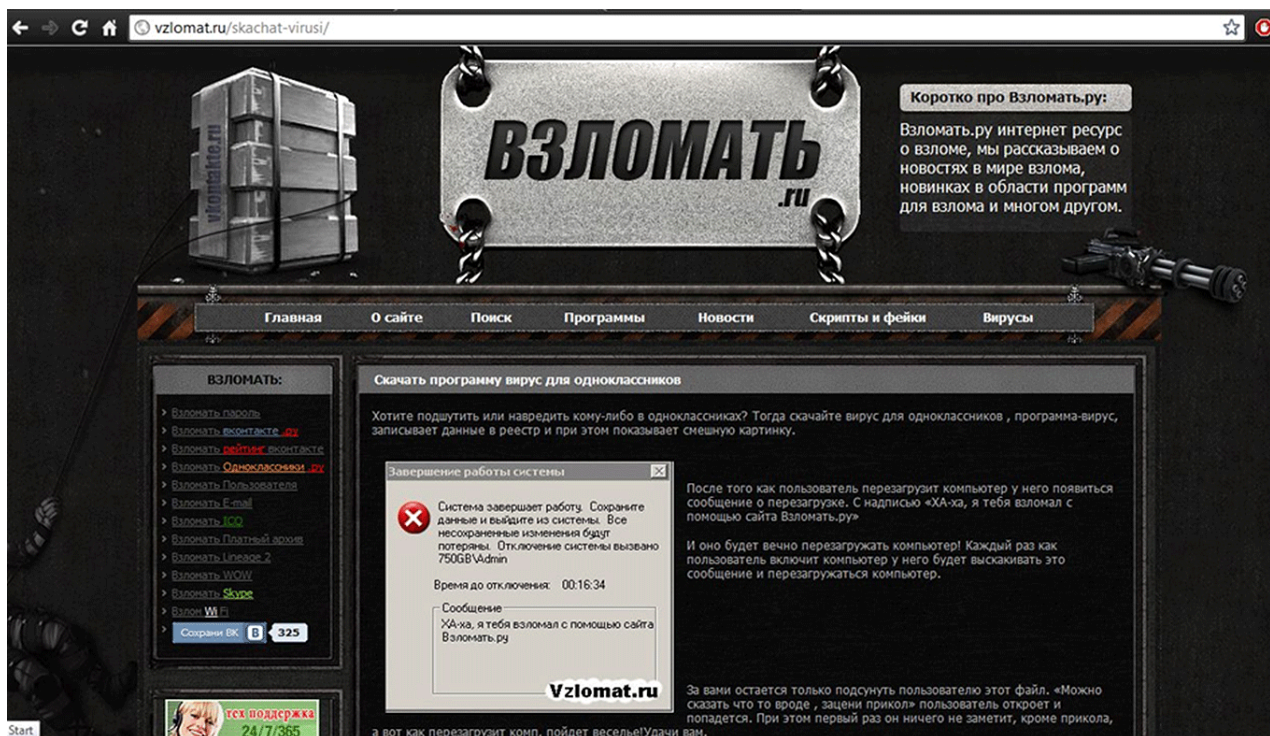 vzlomat.ru/skachat-virusi/
vkontakte.ru
ВЗЛОМАТЬ
.ru
Коротко про Взломать.ру:
Взломать.ру интернет ресурс
о взломе, мы рассказываем о
новостях в мире взлома,
новинках в области программ
для взлома и многом другом.
Главная О сайте Поиск Программы Новости Скрипты и фейки Вирусы
ВЗЛОМАТЬ:
Взломать пароль
Взломать вконтакте .ру
Взломать рейтинг вконтакте
Взломать Одноклассники .ру
Взломать Пользователя
Взломать E-mail
Взломать ICQ
Взломать Платный архив
Взломать Lineage 2
Взломать WOW
Взломать Skype
Взлом Wi Fi
Сохрани ВК B 325
тех поддержка
24/7/365
Скачать программу вирус для одноклассников
Хотите подшутить или навредить кому-либо в одноклассниках? Тогда скачайте вирус для одноклассников , программа-вирус,
записывает данные в реестр и при этом показывает смешную картинку.
Завершение работы системы
Система завершает работу. Сохраните
данные и выйдите из системы. Все
несохраненные изменения будут
потеряны. Отключение системы вызвано
750GB\Admin
Время до отключения: 00:16:34
Сообщение
ХА-ха, я тебя взломал с помощью сайта
Взломать.ру
Vzlomat.ru
После того как пользователь перезагрузит компьютер у него появиться
сообщение о перезагрузке. С надписью «ХА-ха, я тебя взломал с
помощью сайта Взломать.ру»
И оно будет вечно перезагружать компьютер! Каждый раз как
пользователь включит компьютер у него будет выскакивать это
сообщение и перезагружаться компьютер.
За вами остается только подсунуть пользователю этот файл. «Можно
сказать что то вроде , зацени прикол» пользователь откроет и
попадется. При этом первый раз он ничего не заметит, кроме прикола,
а вот как перезагрузит комп, пойдет веселье!Удачи вам.
Start